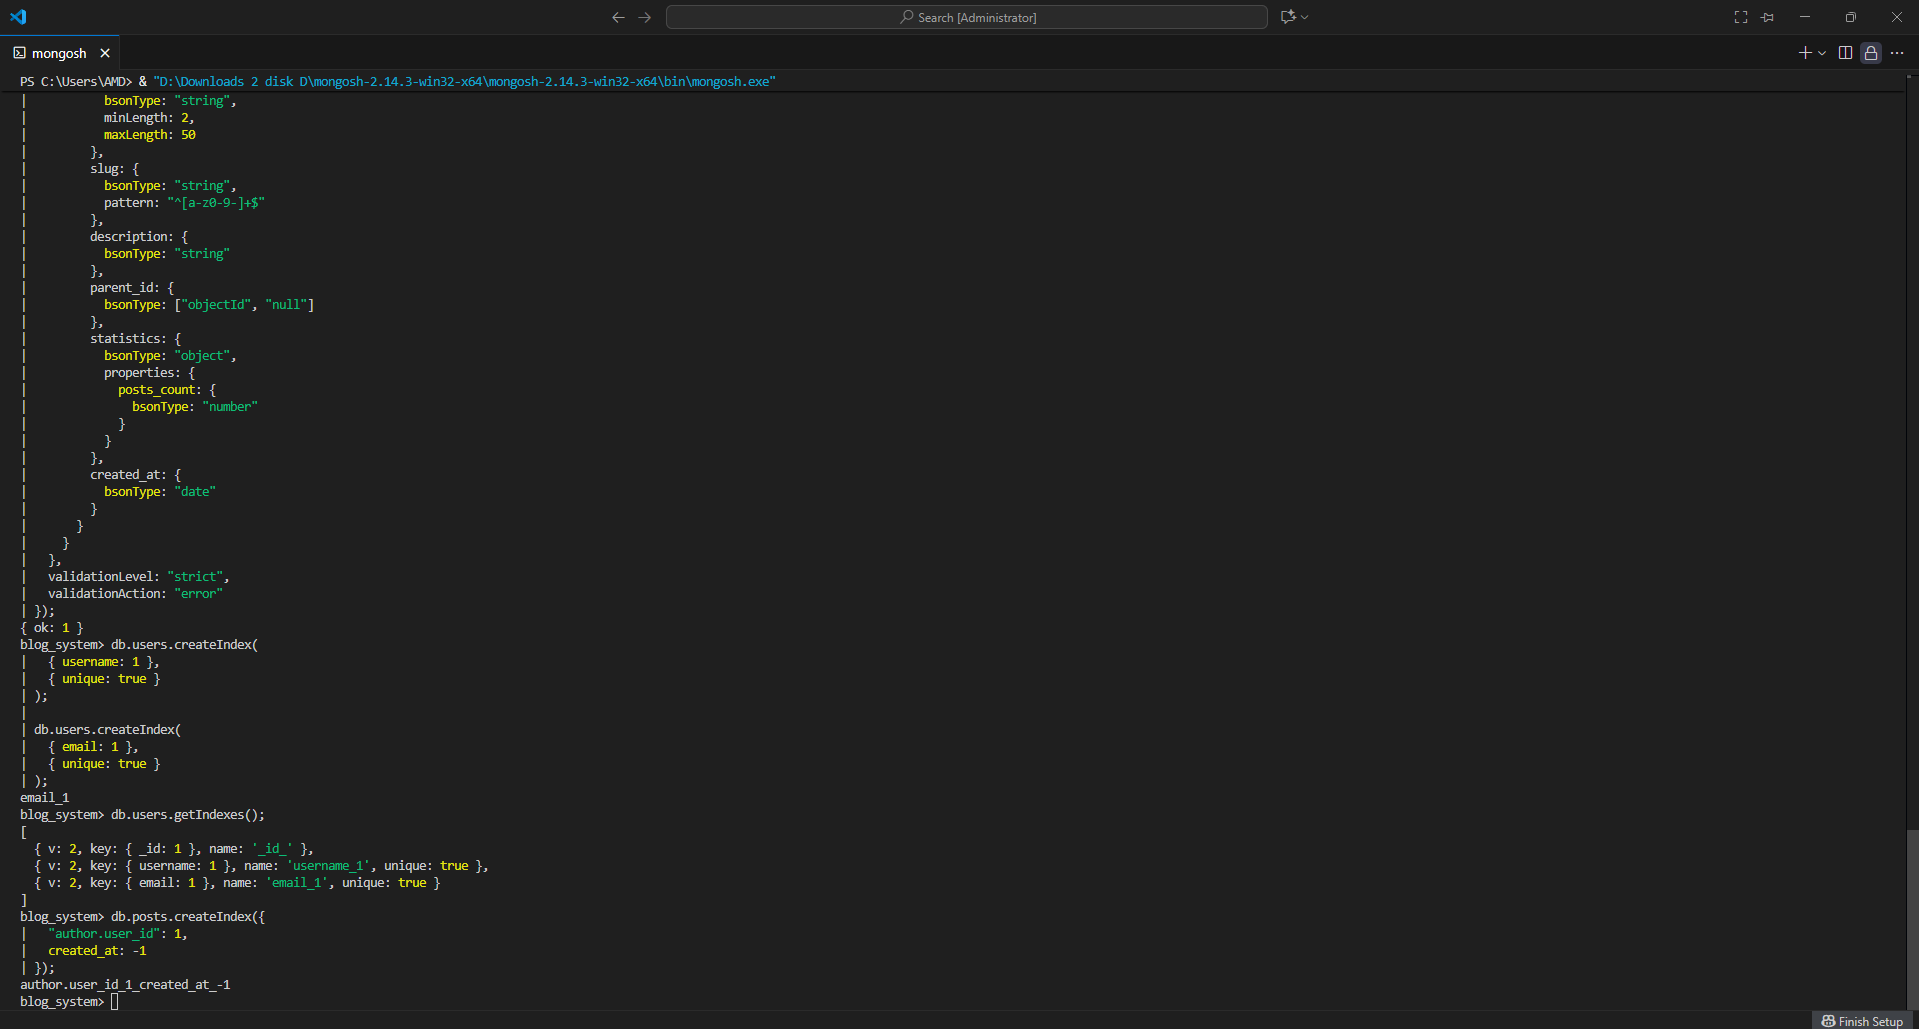 Search [Administrator]
mongosh
PS C:\Users\AMD> & "D:\Downloads 2 disk D\mongosh-2.14.3-win32-x64\mongosh-2.14.3-win32-x64\bin\mongosh.exe"
|           bsonType: "string",
|           minLength: 2,
|           maxLength: 50
|         },
|         slug: {
|           bsonType: "string",
|           pattern: "^[a-z0-9-]+$"
|         },
|         description: {
|           bsonType: "string"
|         },
|         parent_id: {
|           bsonType: ["objectId", "null"]
|         },
|         statistics: {
|           bsonType: "object",
|           properties: {
|             posts_count: {
|               bsonType: "number"
|             }
|           }
|         },
|         created_at: {
|           bsonType: "date"
|         }
|       }
|     }
|   },
|   validationLevel: "strict",
|   validationAction: "error"
| });
{ ok: 1 }
blog_system> db.users.createIndex(
|   { username: 1 },
|   { unique: true }
| );
|
| db.users.createIndex(
|   { email: 1 },
|   { unique: true }
| );
email_1
blog_system> db.users.getIndexes();
[
  { v: 2, key: { _id: 1 }, name: '_id_' },
  { v: 2, key: { username: 1 }, name: 'username_1', unique: true },
  { v: 2, key: { email: 1 }, name: 'email_1', unique: true }
]
blog_system> db.posts.createIndex({
|   "author.user_id": 1,
|   created_at: -1
| });
author.user_id_1_created_at_-1
blog_system>
Finish Setup